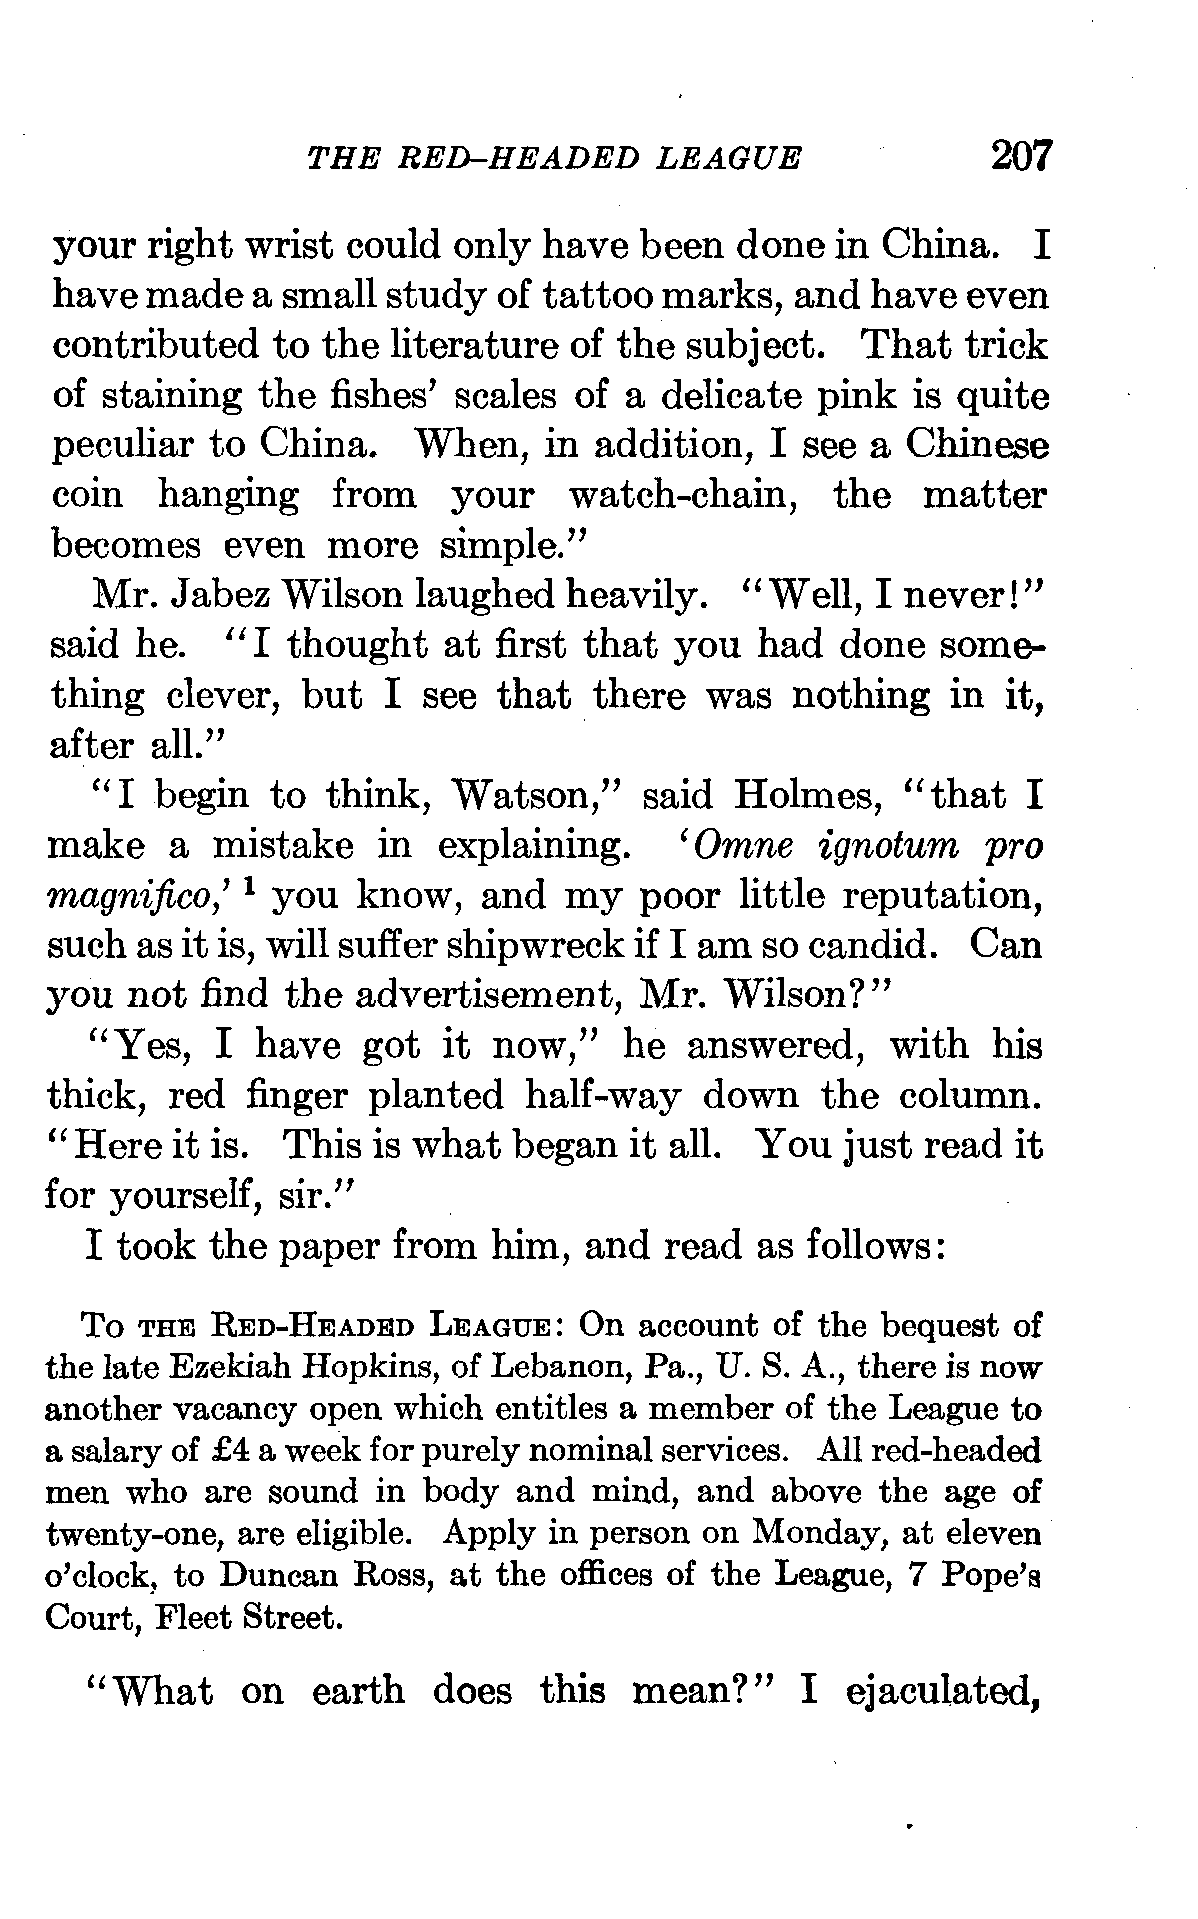 THE RED-HEADED LEAGUE 207
your right wrist could only have been done in China. I
have made a small study of tattoo marks, and have even
contributed to the literature of the subject. That trick
of staining the fishes’ scales of a delicate pink is quite
peculiar to China. When, in addition, I see a Chinese
coin hanging from your watch-chain, the matter
becomes even more simple.”
Mr. Jabez Wilson laughed heavily. “Well, I never!”
said he. “I thought at first that you had done some-
thing clever, but I see that there was nothing in it,
after all.”
“I begin to think, Watson,” said Holmes, “that I
make a mistake in explaining. ‘Omne ignotum pro
magnifico,’ ¹ you know, and my poor little reputation,
such as it is, will suffer shipwreck if I am so candid. Can
you not find the advertisement, Mr. Wilson?”
“Yes, I have got it now,” he answered, with his
thick, red finger planted half-way down the column.
“Here it is. This is what began it all. You just read it
for yourself, sir.”
I took the paper from him, and read as follows:
To the Red-Headed League: On account of the bequest of
the late Ezekiah Hopkins, of Lebanon, Pa., U. S. A., there is now
another vacancy open which entitles a member of the League to
a salary of £4 a week for purely nominal services. All red-headed
men who are sound in body and mind, and above the age of
twenty-one, are eligible. Apply in person on Monday, at eleven
o’clock, to Duncan Ross, at the offices of the League, 7 Pope’s
Court, Fleet Street.
“What on earth does this mean?” I ejaculated,